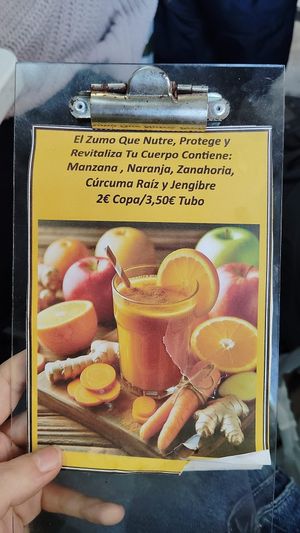 El Zumo Que Nutre, Protege y
Revitaliza Tu Cuerpo Contiene:
Manzana , Naranja, Zanahoria,
Cúrcuma Raíz y Jengibre
2€ Copa/3,50€ Tubo